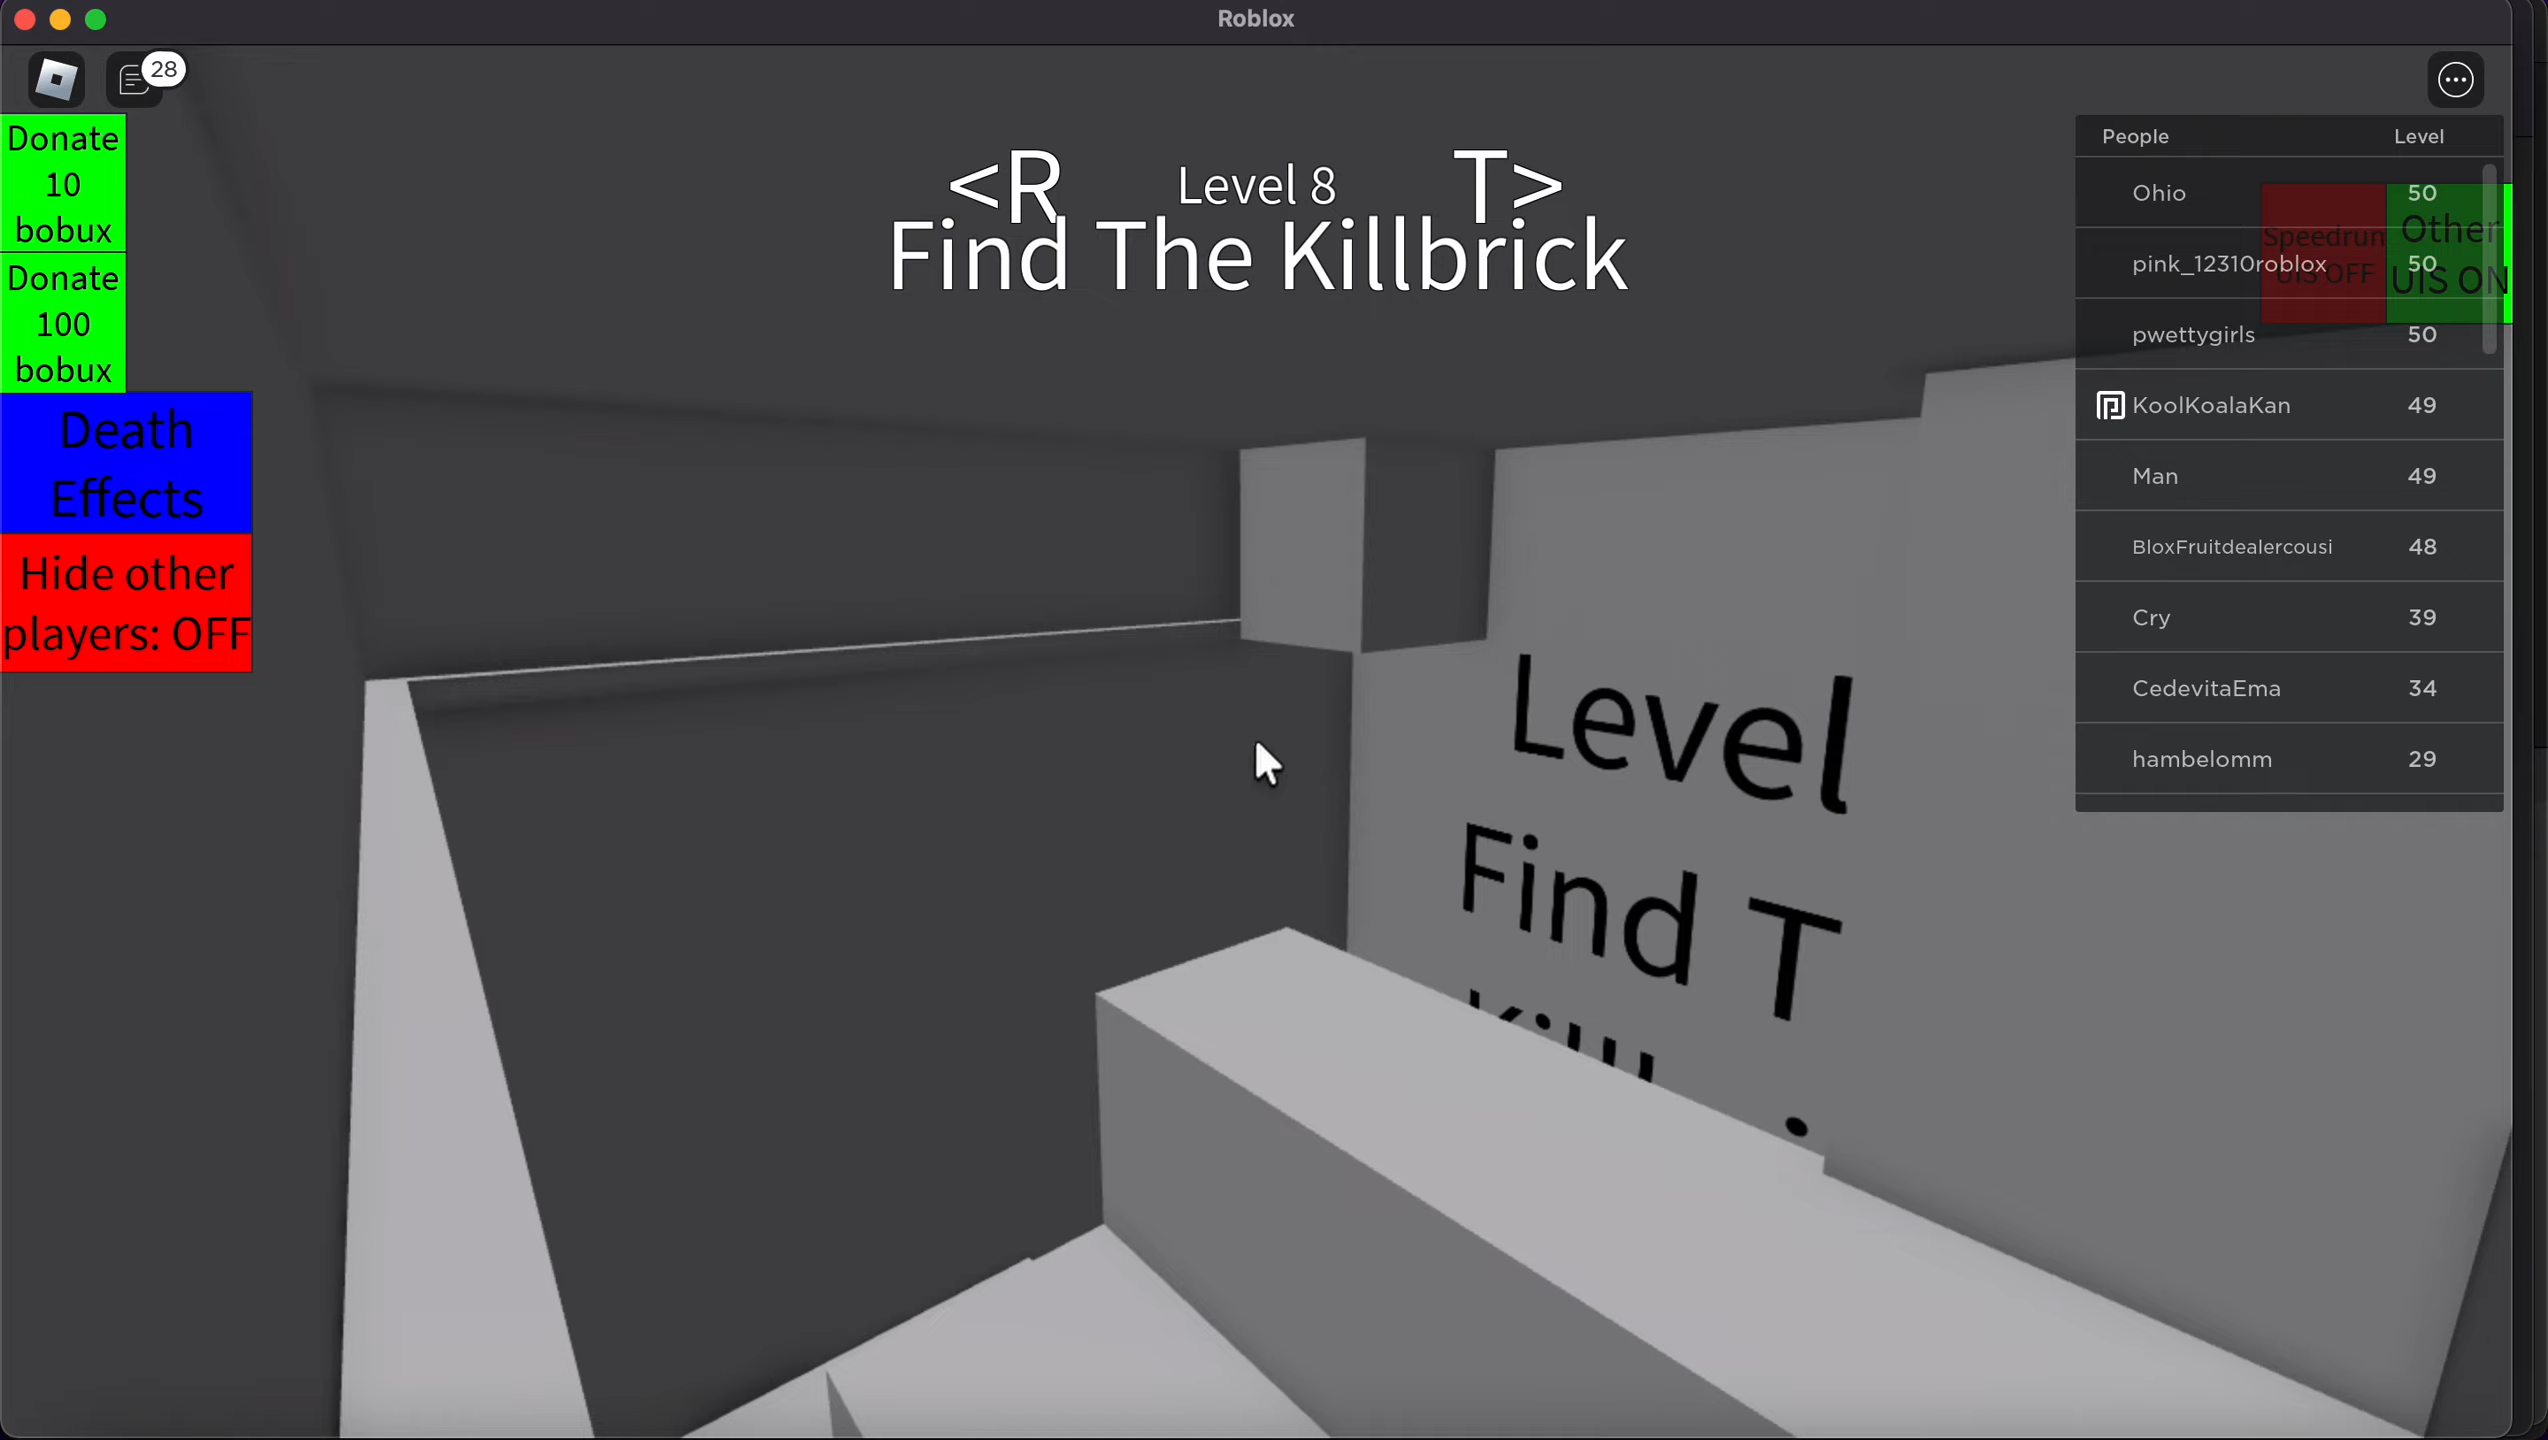 Roblox
28
Donate
10
bobux
Donate
100
bobux
Death
Effects
Hide other
players: OFF
<R
Level 8
T>
Find The Killbrick
People Level
Ohio 50
pink_12310roblox 50
pwettygirls 50
KoolKoalaKan 49
Man 49
BloxFruitdealercousi 48
Cry 39
CedevitaEma 34
hambelomm 29
Speedrun
UIS OFF
Other
UIS ON
Level
Find T